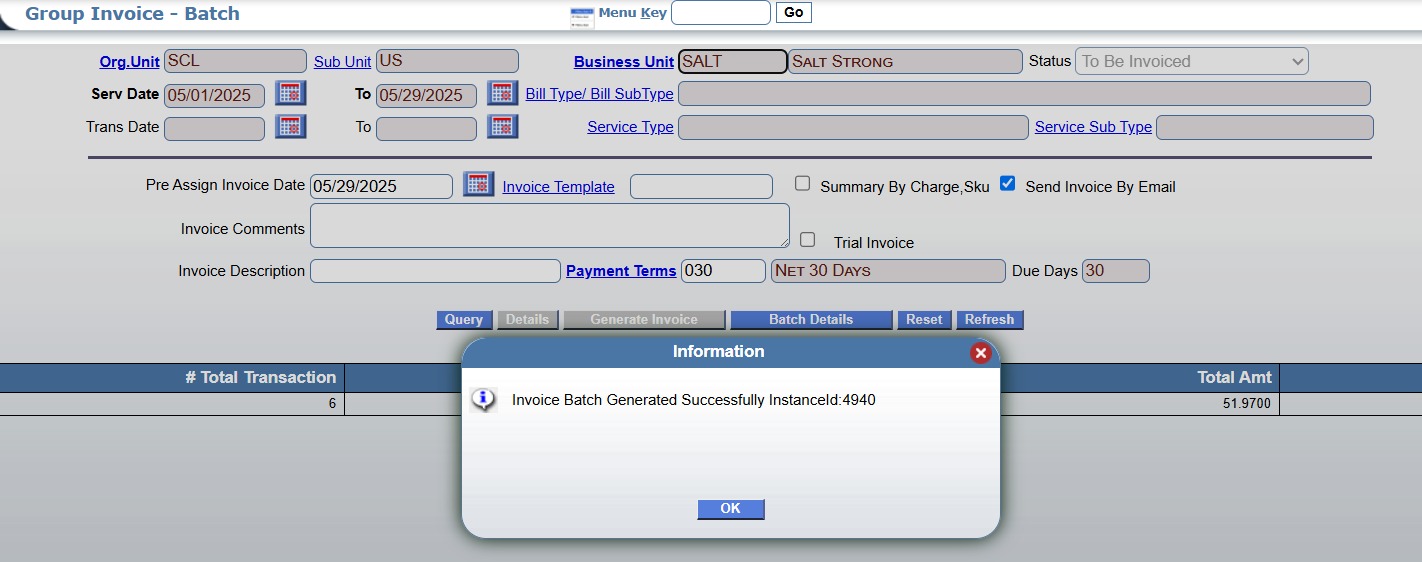 Group Invoice - Batch Menu Key Go
Org.Unit SCL Sub Unit US Business Unit SALT SALT STRONG Status To Be Invoiced
Serv Date 05/01/2025 To 05/29/2025 Bill Type/ Bill SubType
Trans Date To Service Type Service Sub Type
Pre Assign Invoice Date 05/29/2025 Invoice Template Summary By Charge,Sku Send Invoice By Email
Invoice Comments Trial Invoice
Invoice Description Payment Terms 030 NET 30 DAYS Due Days 30
Query Details Generate Invoice Batch Details Reset Refresh
Information
# Total Transaction Total Amt
6 51.9700
Invoice Batch Generated Successfully InstanceId:4940
OK